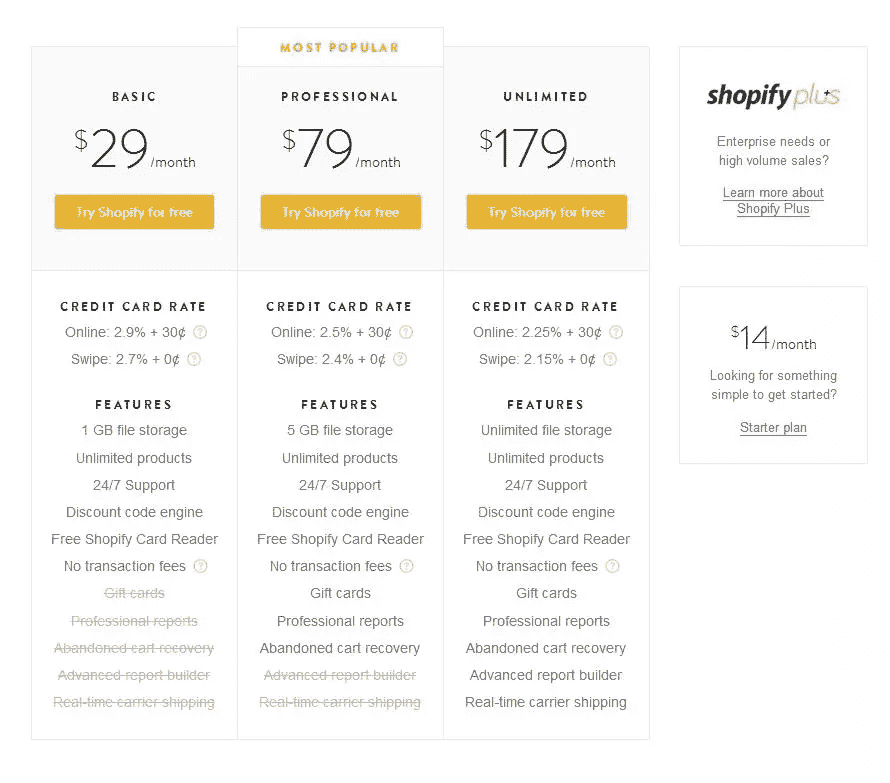 MOST POPULAR
BASIC
$29/month
Try Shopify for free
CREDIT CARD RATE
Online: 2.9% + 30¢ ?
Swipe: 2.7% + 0¢ ?
FEATURES
1 GB file storage
Unlimited products
24/7 Support
Discount code engine
Free Shopify Card Reader
No transaction fees ?
Gift cards
Professional reports
Abandoned cart recovery
Advanced report builder
Real-time carrier shipping
PROFESSIONAL
$79/month
Try Shopify for free
CREDIT CARD RATE
Online: 2.5% + 30¢ ?
Swipe: 2.4% + 0¢ ?
FEATURES
5 GB file storage
Unlimited products
24/7 Support
Discount code engine
Free Shopify Card Reader
No transaction fees ?
Gift cards
Professional reports
Abandoned cart recovery
Advanced report builder
Real-time carrier shipping
UNLIMITED
$179/month
Try Shopify for free
CREDIT CARD RATE
Online: 2.25% + 30¢ ?
Swipe: 2.15% + 0¢ ?
FEATURES
Unlimited file storage
Unlimited products
24/7 Support
Discount code engine
Free Shopify Card Reader
No transaction fees ?
Gift cards
Professional reports
Abandoned cart recovery
Advanced report builder
Real-time carrier shipping
shopify plus
Enterprise needs or
high volume sales?
Learn more about
Shopify Plus
$14/month
Looking for something
simple to get started?
Starter plan